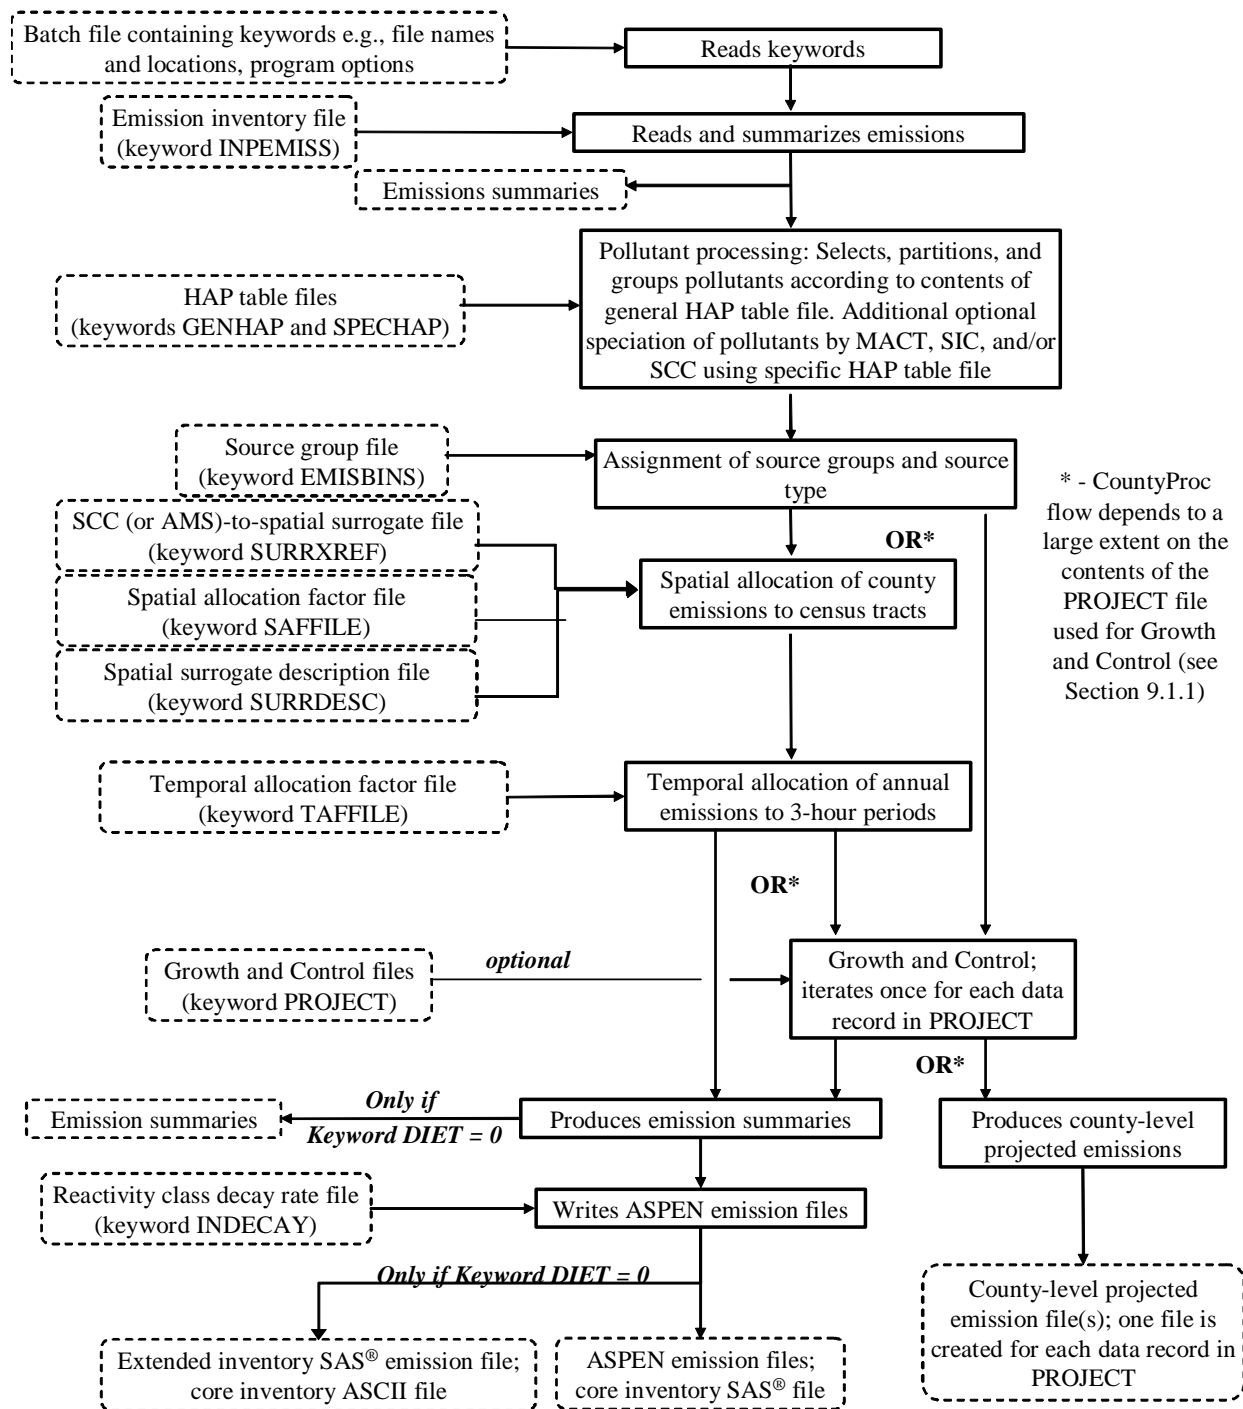 Batch file containing keywords e.g., file names
and locations, program options
Reads keywords
Emission inventory file
(keyword INPEMISS)
Reads and summarizes emissions
Emissions summaries
HAP table files
(keywords GENHAP and SPECHAP)
Pollutant processing: Selects, partitions, and
groups pollutants according to contents of
general HAP table file. Additional optional
speciation of pollutants by MACT, SIC, and/or
SCC using specific HAP table file
Source group file
(keyword EMISBINS)
Assignment of source groups and source
type
* - CountyProc
flow depends to a
large extent on the
contents of the
PROJECT file
used for Growth
and Control (see
Section 9.1.1)
OR*
SCC (or AMS)-to-spatial surrogate file
(keyword SURRXREF)
Spatial allocation factor file
(keyword SAFFILE)
Spatial surrogate description file
(keyword SURRDESC)
Spatial allocation of county
emissions to census tracts
Temporal allocation factor file
(keyword TAFFILE)
Temporal allocation of annual
emissions to 3-hour periods
OR*
Growth and Control files
(keyword PROJECT)
optional
Growth and Control;
iterates once for each data
record in PROJECT
OR*
Emission summaries
Only if
Keyword DIET = 0
Produces emission summaries
Produces county-level
projected emissions
Reactivity class decay rate file
(keyword INDECAY)
Writes ASPEN emission files
Only if Keyword DIET = 0
Extended inventory SAS® emission file;
core inventory ASCII file
ASPEN emission files;
core inventory SAS® file
County-level projected
emission file(s); one file is
created for each data record in
PROJECT